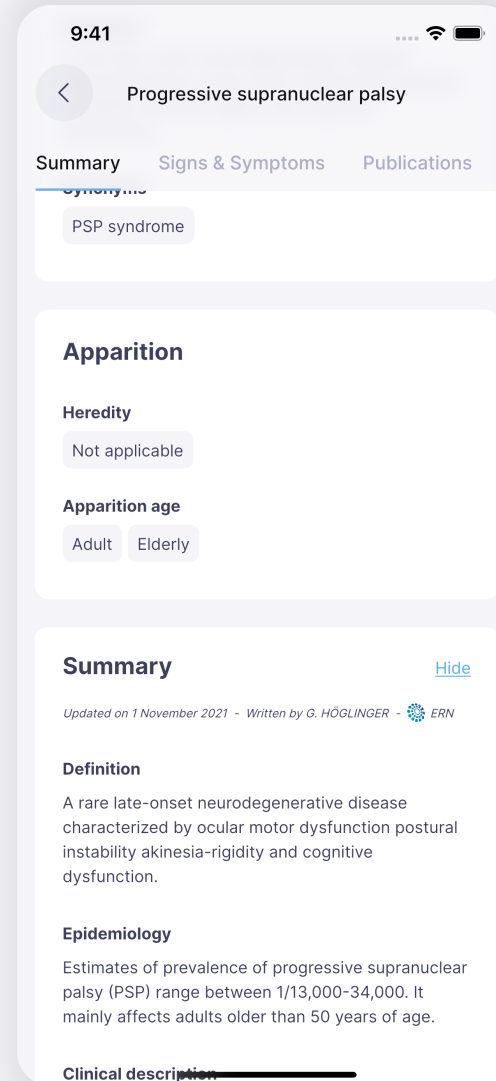 9:41
Progressive supranuclear palsy
Summary Signs & Symptoms Publications
Synonyms
PSP syndrome
Apparition
Heredity
Not applicable
Apparition age
Adult Elderly
Summary Hide
Updated on 1 November 2021 - Written by G. HÖGLINGER - ERN
Definition
A rare late-onset neurodegenerative disease
characterized by ocular motor dysfunction postural
instability akinesia-rigidity and cognitive
dysfunction.
Epidemiology
Estimates of prevalence of progressive supranuclear
palsy (PSP) range between 1/13,000-34,000. It
mainly affects adults older than 50 years of age.
Clinical description